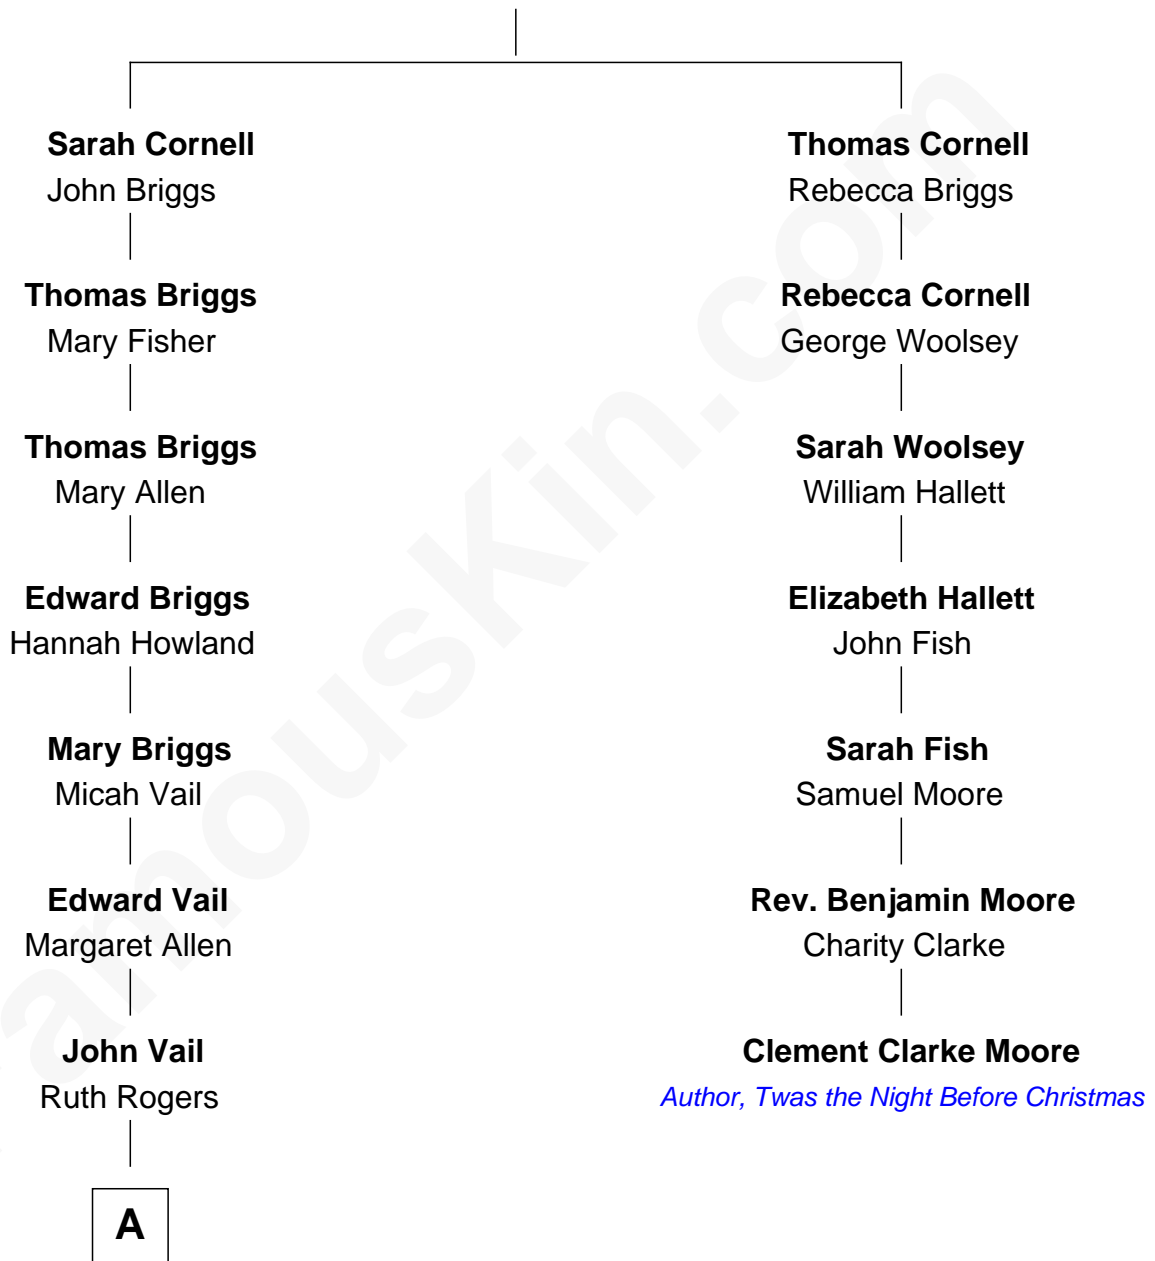 Sarah Cornell
John Briggs
Thomas Briggs
Mary Fisher
Thomas Briggs
Mary Allen
Edward Briggs
Hannah Howland
Mary Briggs
Micah Vail
Edward Vail
Margaret Allen
John Vail
Ruth Rogers
A
Thomas Cornell
Rebecca Briggs
Rebecca Cornell
George Woolsey
Sarah Woolsey
William Hallett
Elizabeth Hallett
John Fish
Sarah Fish
Samuel Moore
Rev. Benjamin Moore
Charity Clarke
Clement Clarke Moore
Author, Twas the Night Before Christmas
amousKin.com